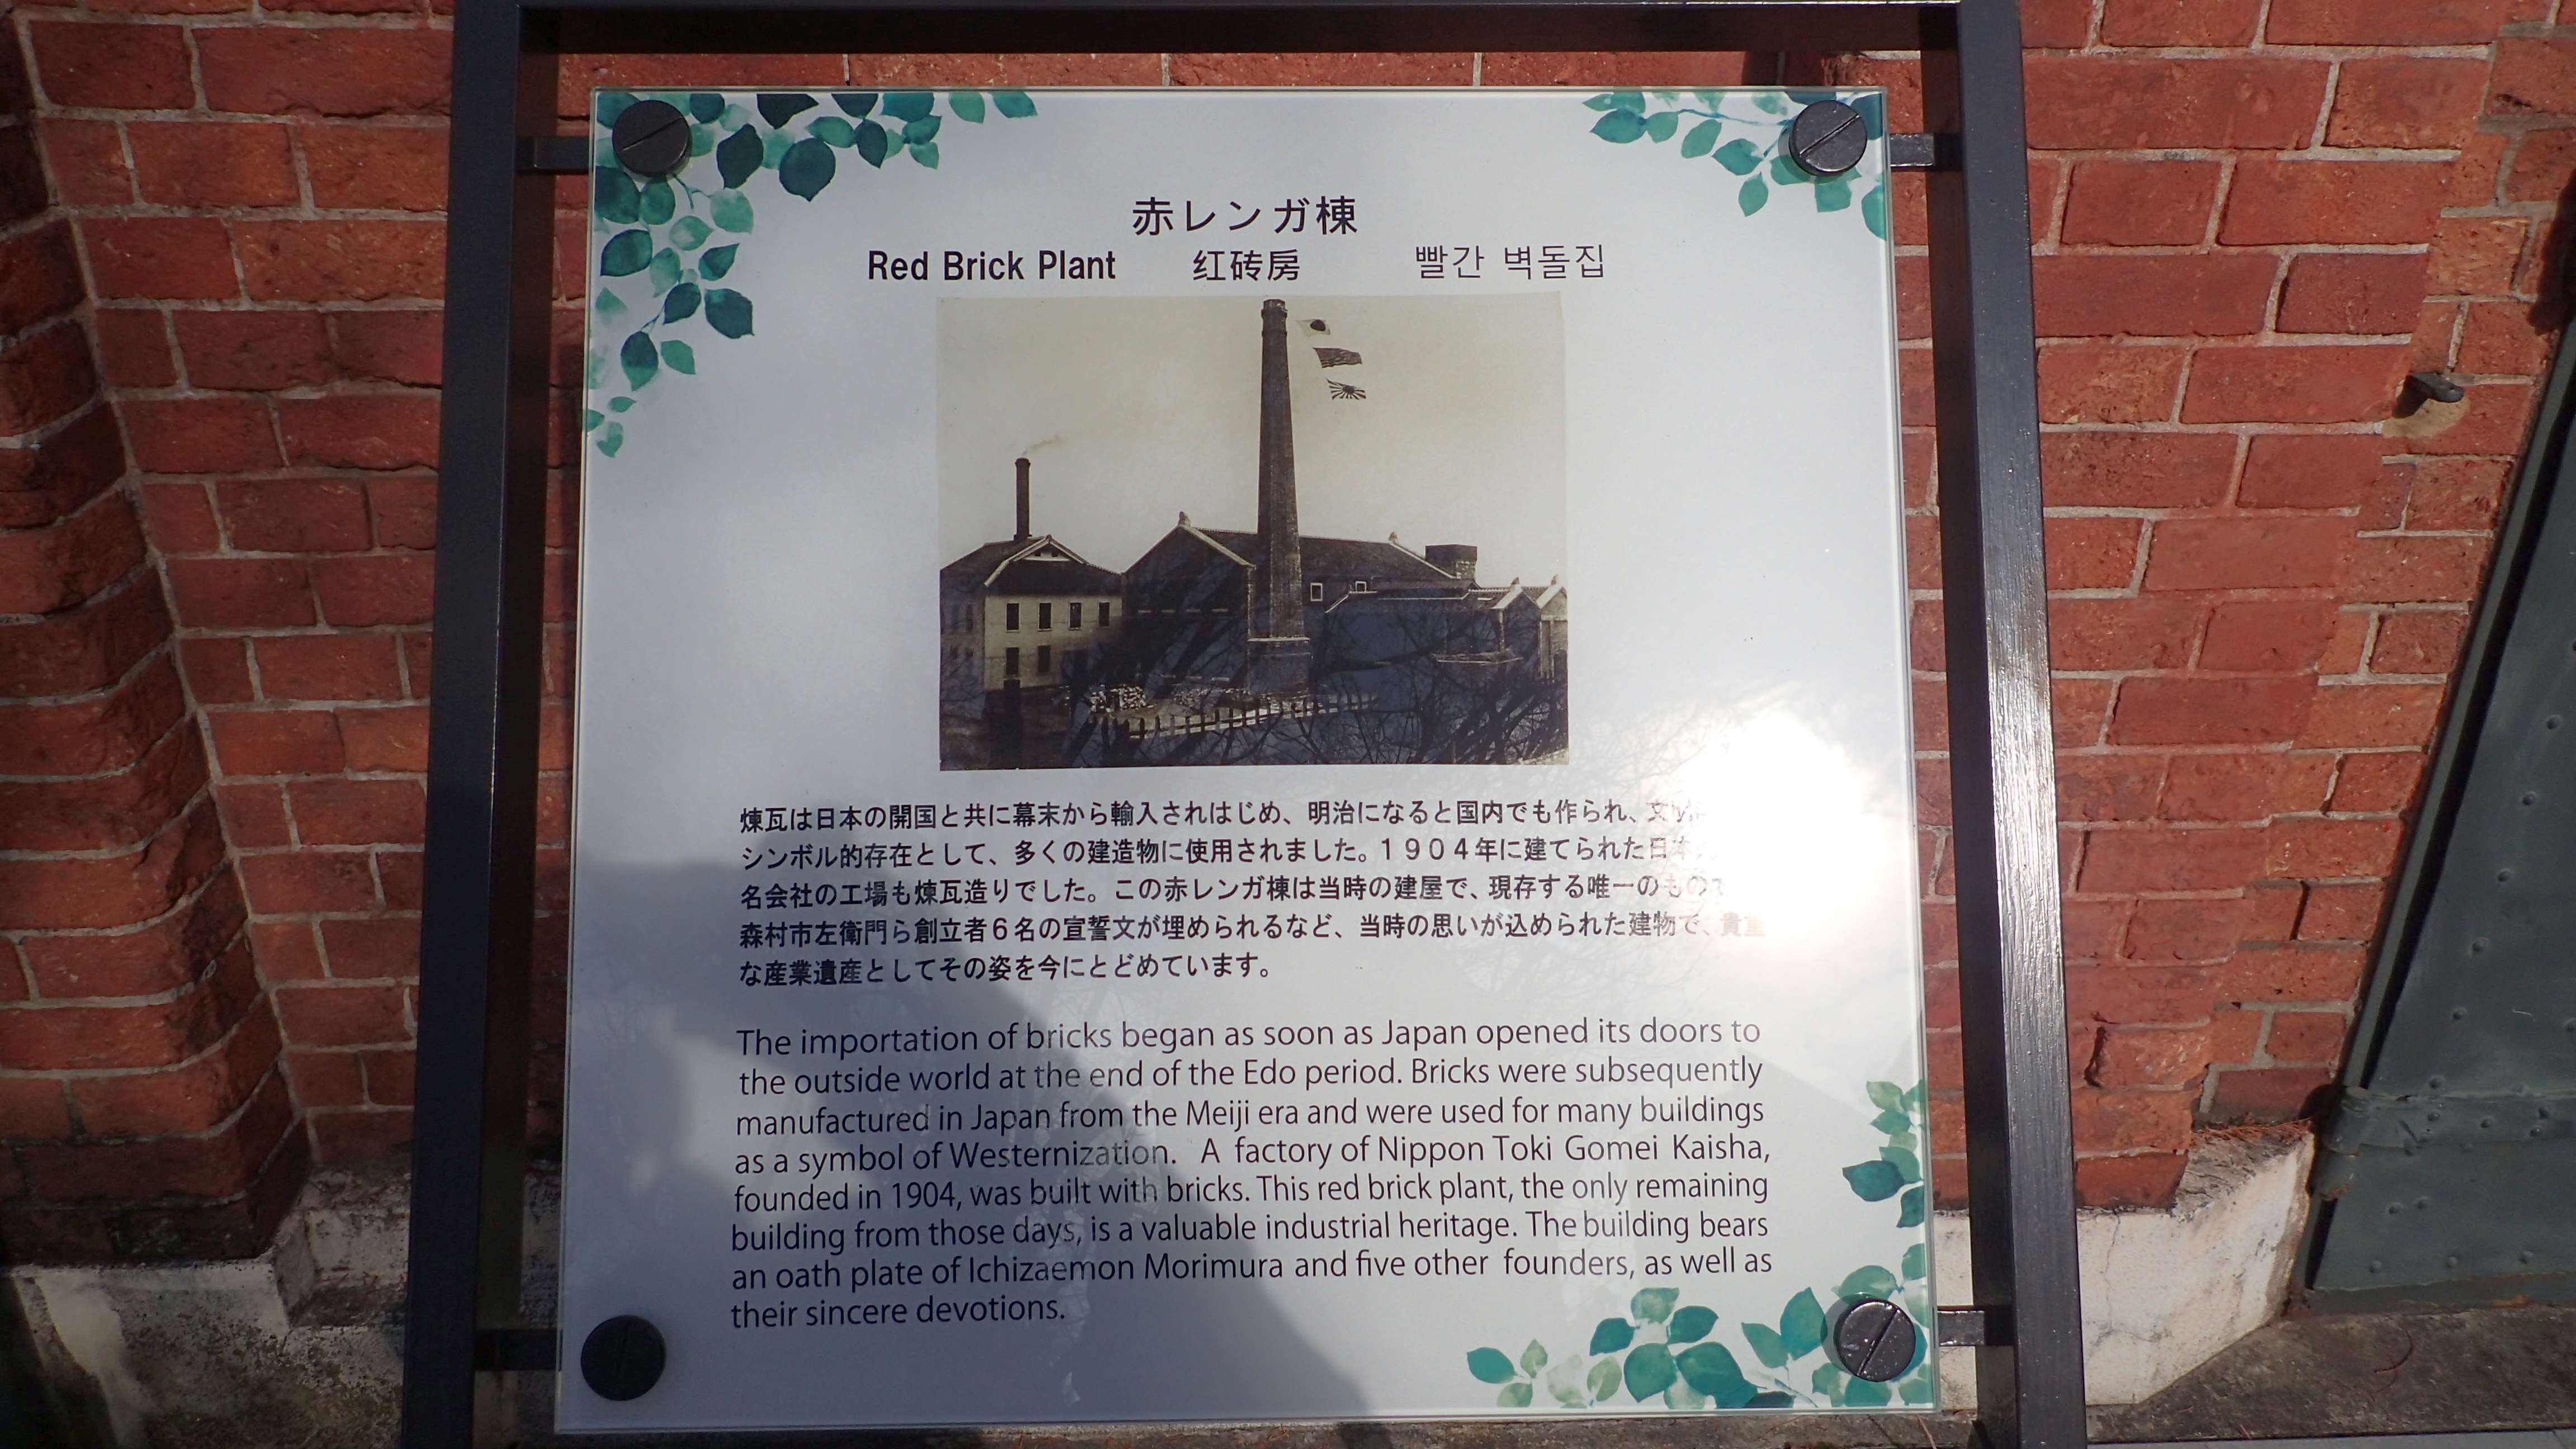 赤レンガ棟
Red Brick Plant 红砖房 빨간 벽돌집
煉瓦は日本の開国と共に幕末から輸入されはじめ、明治になると国内でも作られ、文
シンボル的存在として、多くの建造物に使用されました。1904年に建てられた日本
名会社の工場も煉瓦造りでした。この赤レンガ棟は当時の建屋で、現存する唯一のもので
森村市左衛門ら創立者6名の宣誓文が埋められるなど、当時の思いが込められた建物で、貴重
な産業遺産としてその姿を今にとどめています。
The importation of bricks began as soon as Japan opened its doors to
the outside world at the end of the Edo period. Bricks were subsequently
manufactured in Japan from the Meiji era and were used for many buildings
as a symbol of Westernization. A factory of Nippon Toki Gomei Kaisha,
founded in 1904, was built with bricks. This red brick plant, the only remaining
building from those days, is a valuable industrial heritage. The building bears
an oath plate of Ichizaemon Morimura and five other founders, as well as
their sincere devotions.